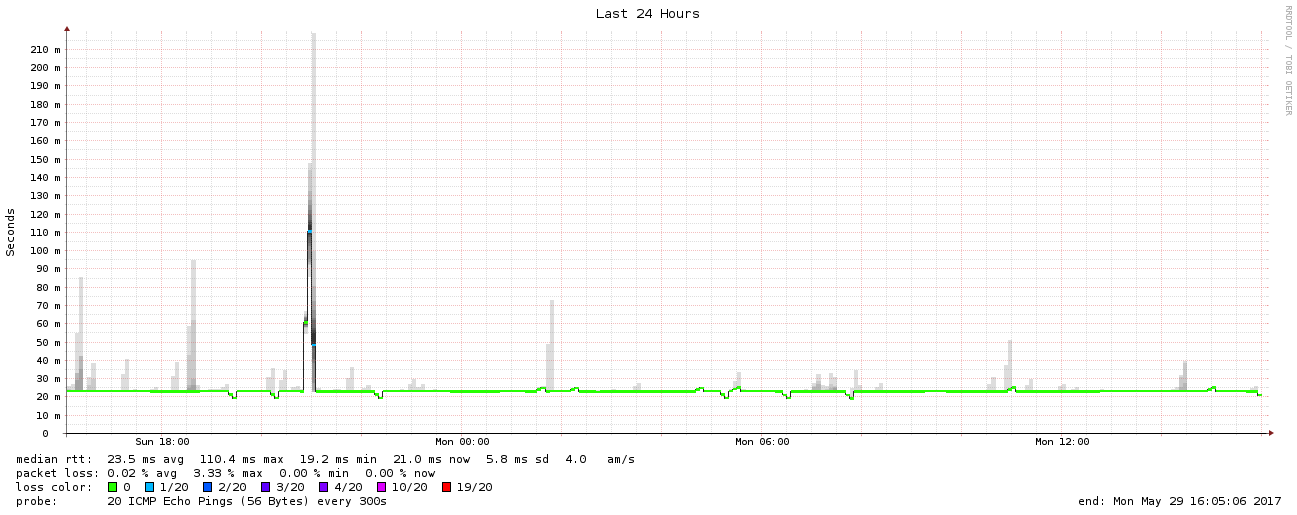 Last 24 Hours
RRDTOOL / TOBI OETIKER
Seconds
210 m
200 m
190 m
180 m
170 m
160 m
150 m
140 m
130 m
120 m
110 m
100 m
90 m
80 m
70 m
60 m
50 m
40 m
30 m
20 m
10 m
0
Sun 18:00 Mon 00:00 Mon 06:00 Mon 12:00
median rtt: 23.5 ms avg 110.4 ms max 19.2 ms min 21.0 ms now 5.8 ms sd 4.0 am/s
packet loss: 0.02 % avg 3.33 % max 0.00 % min 0.00 % now
loss color: 0 1/20 2/20 3/20 4/20 10/20 19/20
probe: 20 ICMP Echo Pings (56 Bytes) every 300s end: Mon May 29 16:05:06 2017